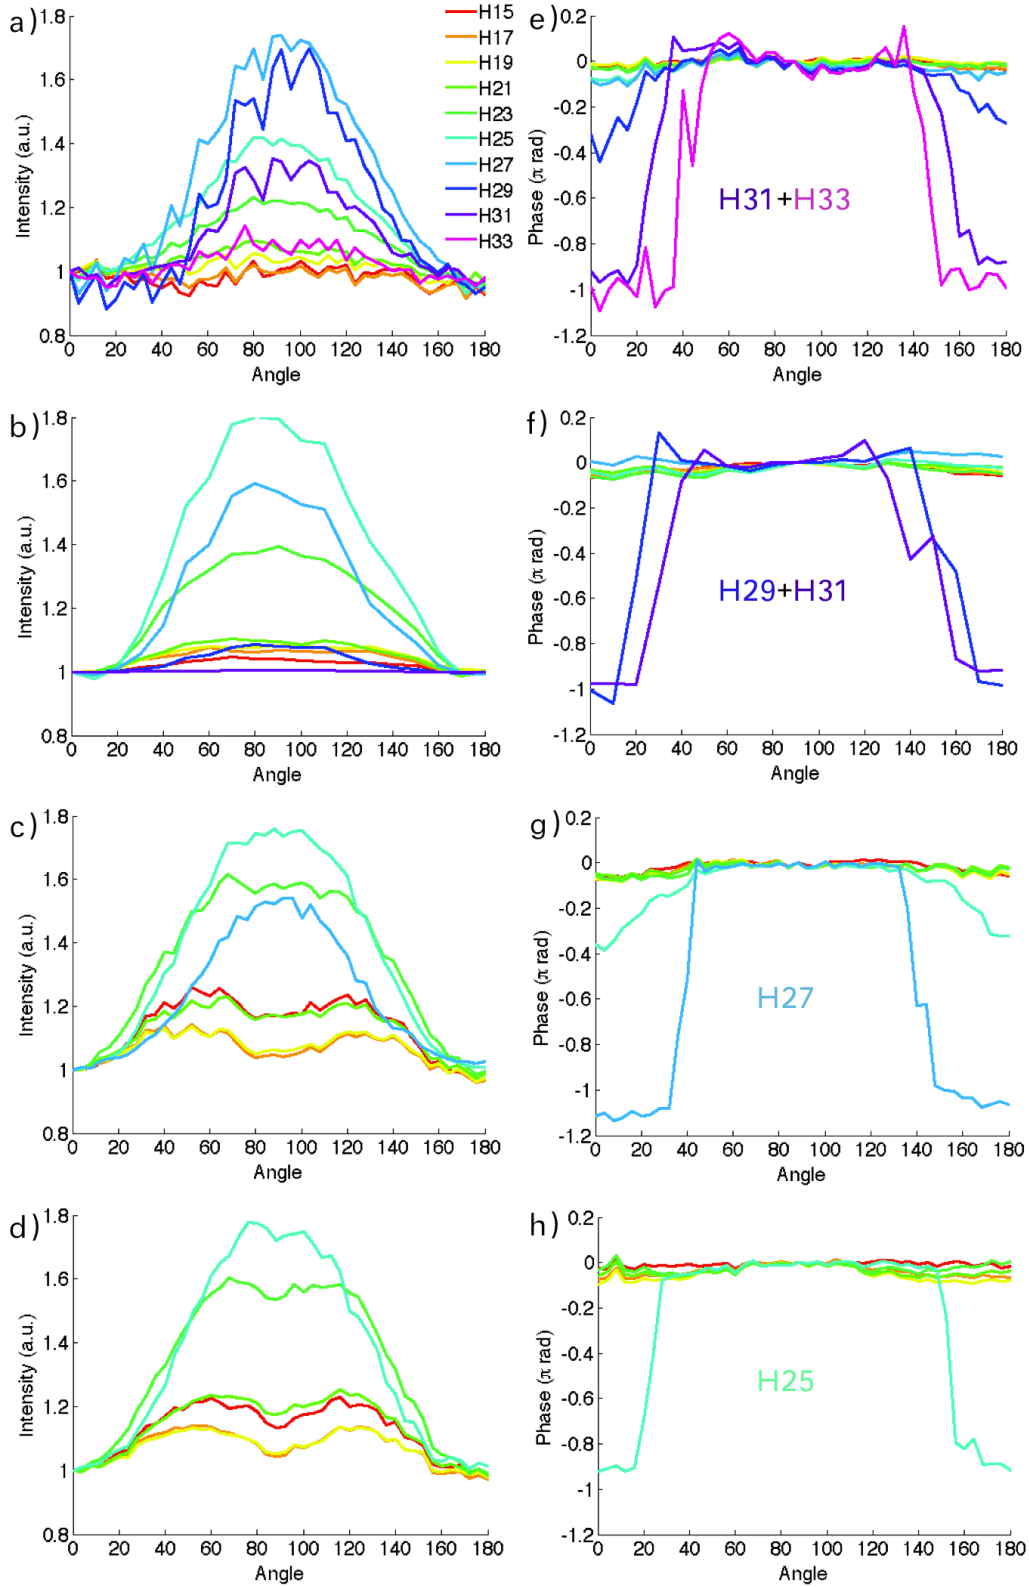 a)
1.8
1.6
1.4
1.2
1
0.8
Intensity (a.u.)
0 20 40 60 80 100 120 140 160 180
Angle
H15
H17
H19
H21
H23
H25
H27
H29
H31
H33
e)
0.2
0
-0.2
-0.4
-0.6
-0.8
-1
-1.2
Phase (π rad)
H31+H33
0 20 40 60 80 100 120 140 160 180
Angle
b)
1.8
1.6
1.4
1.2
1
0.8
Intensity (a.u.)
0 20 40 60 80 100 120 140 160 180
Angle
f)
0.2
0
-0.2
-0.4
-0.6
-0.8
-1
-1.2
Phase (π rad)
H29+H31
0 20 40 60 80 100 120 140 160 180
Angle
c)
1.8
1.6
1.4
1.2
1
0.8
Intensity (a.u.)
0 20 40 60 80 100 120 140 160 180
Angle
g)
0.2
0
-0.2
-0.4
-0.6
-0.8
-1
-1.2
Phase (π rad)
H27
0 20 40 60 80 100 120 140 160 180
Angle
d)
1.8
1.6
1.4
1.2
1
0.8
Intensity (a.u.)
0 20 40 60 80 100 120 140 160 180
Angle
h)
0.2
0
-0.2
-0.4
-0.6
-0.8
-1
-1.2
Phase (π rad)
H25
0 20 40 60 80 100 120 140 160 180
Angle